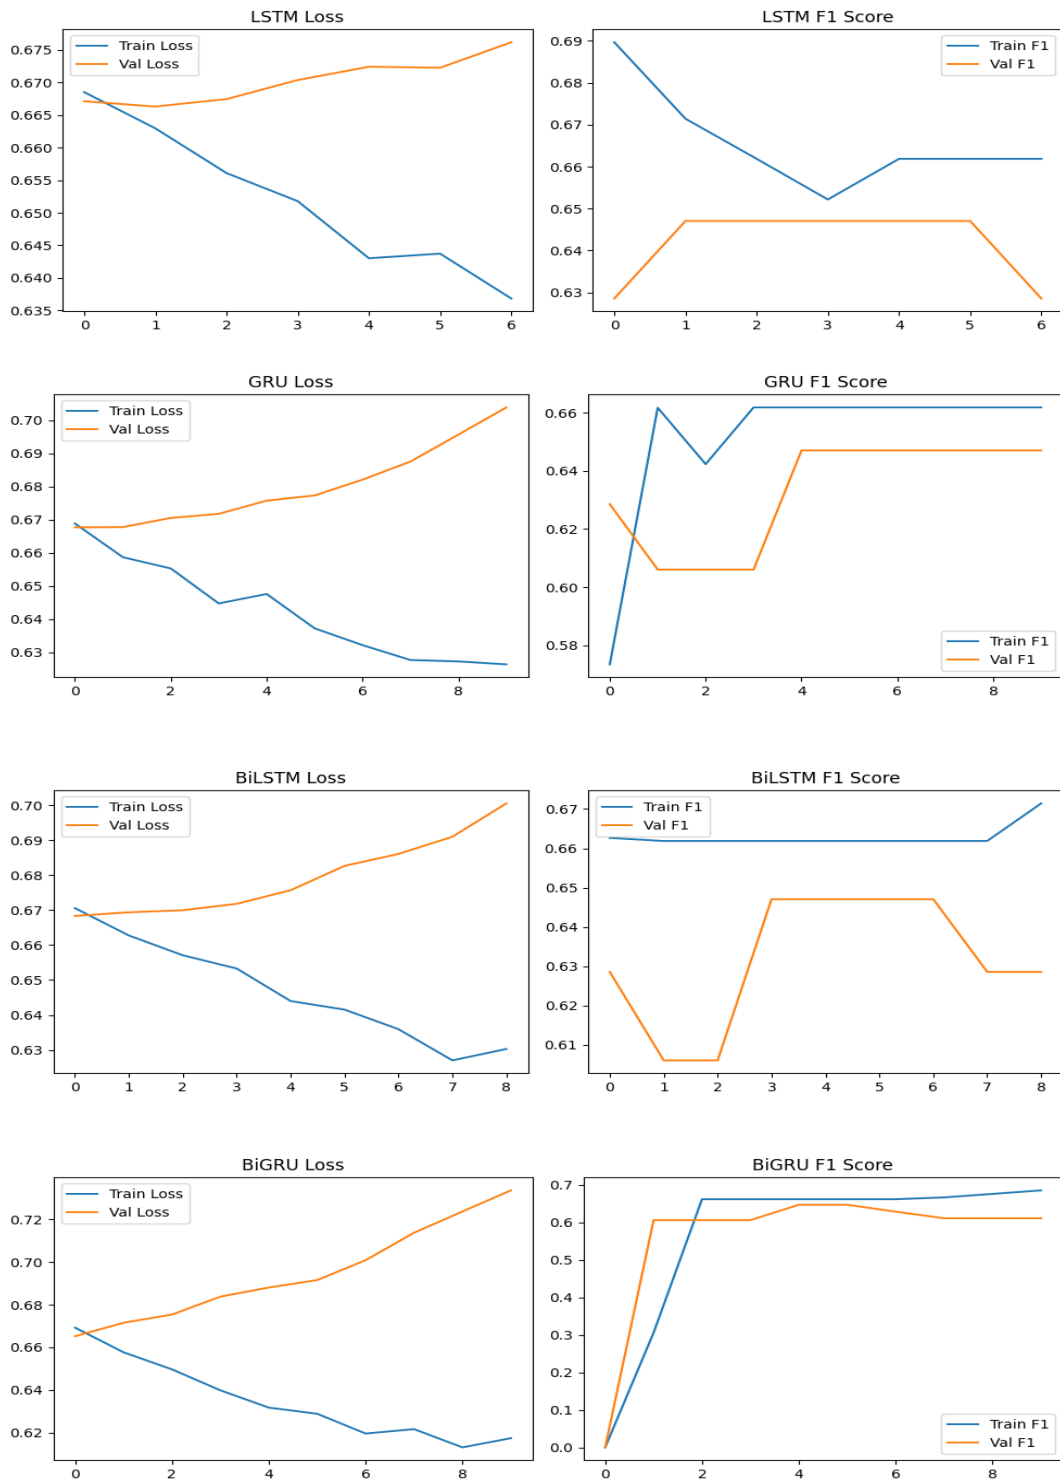 LSTM Loss
0.675
0.670
0.665
0.660
0.655
0.650
0.645
0.640
0.635
Train Loss
Val Loss
0 1 2 3 4 5 6
LSTM F1 Score
0.69
0.68
0.67
0.66
0.65
0.64
0.63
Train F1
Val F1
0 1 2 3 4 5 6
GRU Loss
0.70
0.69
0.68
0.67
0.66
0.65
0.64
0.63
Train Loss
Val Loss
0 2 4 6 8
GRU F1 Score
0.66
0.64
0.62
0.60
0.58
Train F1
Val F1
0 2 4 6 8
BiLSTM Loss
0.70
0.69
0.68
0.67
0.66
0.65
0.64
0.63
Train Loss
Val Loss
0 1 2 3 4 5 6 7 8
BiLSTM F1 Score
0.67
0.66
0.65
0.64
0.63
0.62
0.61
Train F1
Val F1
0 1 2 3 4 5 6 7 8
BiGRU Loss
0.72
0.70
0.68
0.66
0.64
0.62
Train Loss
Val Loss
0 2 4 6 8
BiGRU F1 Score
0.7
0.6
0.5
0.4
0.3
0.2
0.1
0.0
Train F1
Val F1
0 2 4 6 8